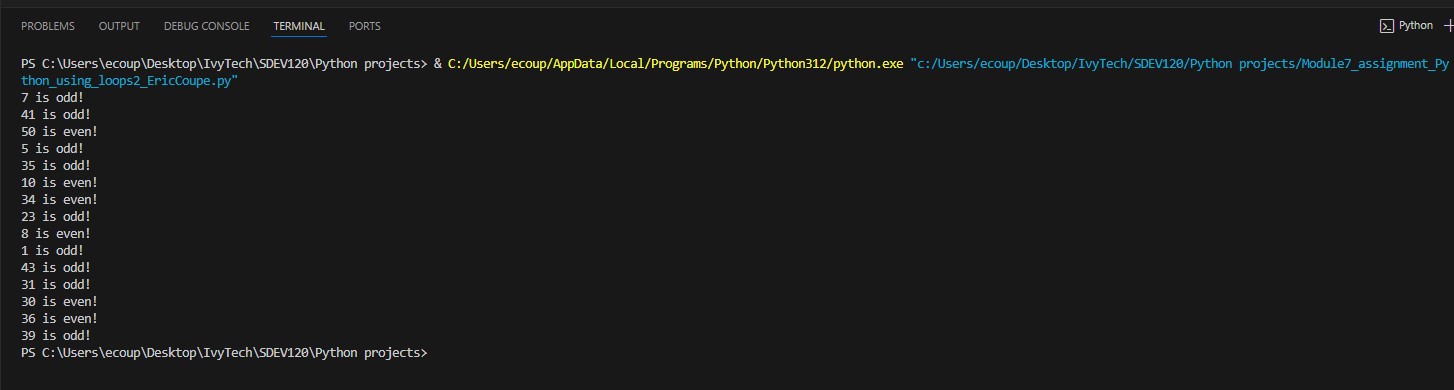 PROBLEMS OUTPUT DEBUG CONSOLE TERMINAL PORTS Python
PS C:\Users\ecoup\Desktop\IvyTech\SDEV120\Python projects> & C:/Users/ecoup/AppData/Local/Programs/Python/Python312/python.exe "c:/Users/ecoup/Desktop/IvyTech/SDEV120/Python projects/Module7_assignment_Py
thon_using_loops2_EricCoupe.py"
7 is odd!
41 is odd!
50 is even!
5 is odd!
35 is odd!
10 is even!
34 is even!
23 is odd!
8 is even!
1 is odd!
43 is odd!
31 is odd!
30 is even!
36 is even!
39 is odd!
PS C:\Users\ecoup\Desktop\IvyTech\SDEV120\Python projects>